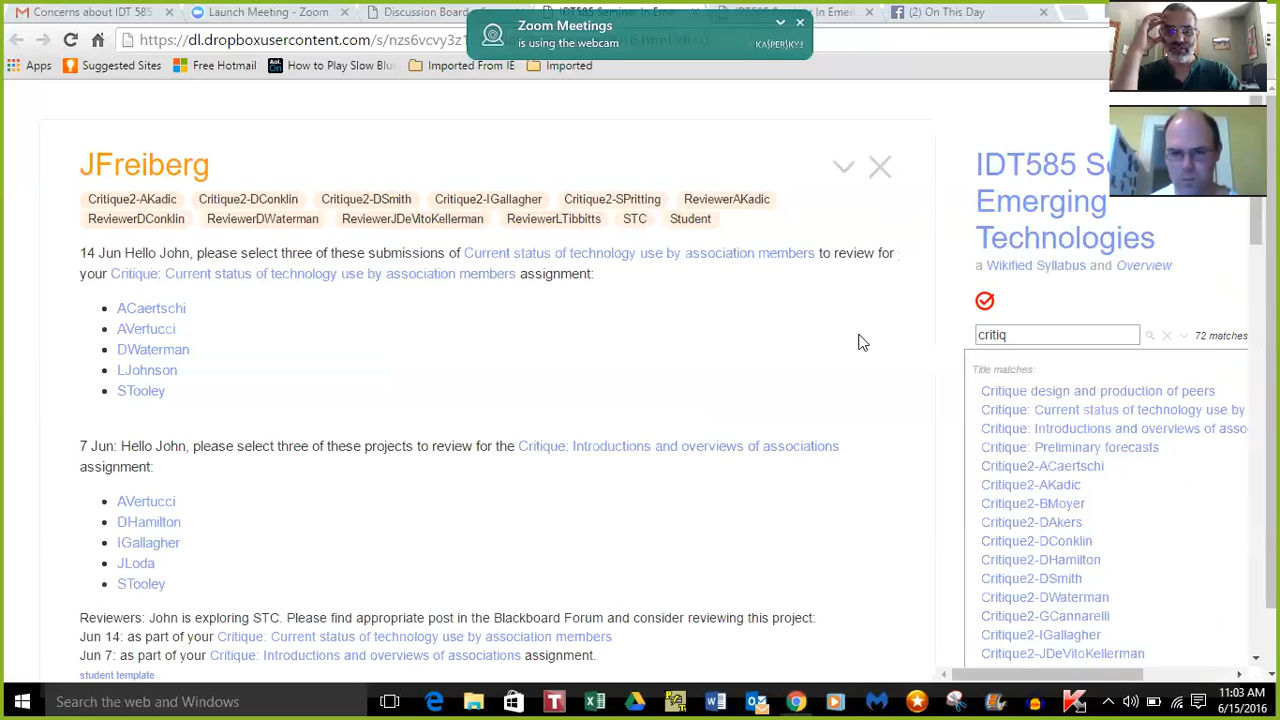 Concerns about IDT 585
Launch Meeting - Zoom
Discussion Board
(2) On This Day
Zoom Meetings
is using the webcam
KASPERSKY
https://dl.dropboxusercontent.com/s/nzs6vcvy3z1
Apps
Suggested Sites
Free Hotmail
How to Play Slow Blu
Imported From IE
Imported
JFreiberg
Critique2-AKadic Critique2-DConklin Critique2-DSmith Critique2-IGallagher Critique2-SPritting ReviewerAKadic
ReviewerDConklin ReviewerDWaterman ReviewerJDeVitoKellerman ReviewerLTibbitts STC Student
14 Jun Hello John, please select three of these submissions of Current status of technology use by association members to review for
your Critique: Current status of technology use by association members assignment:
ACaertschi
AVertucci
DWaterman
LJohnson
STooley
7 Jun: Hello John, please select three of these projects to review for the Critique: Introductions and overviews of associations
assignment:
AVertucci
DHamilton
IGallagher
JLoda
STooley
Reviewers: John is exploring STC. Please find appropriate post in the Blackboard Forum and consider reviewing this project:
Jun 14: as part of your Critique: Current status of technology use by association members
Jun 7: as part of your Critique: Introductions and overviews of associations assignment.
student template
IDT585 S
Emerging
Technologies
a Wikified Syllabus and Overview
critiq
72 matches
Title matches:
Critique design and production of peers
Critique: Current status of technology use by
Critique: Introductions and overviews of asso
Critique: Preliminary forecasts
Critique2-ACaertschi
Critique2-AKadic
Critique2-BMoyer
Critique2-DAkers
Critique2-DConklin
Critique2-DHamilton
Critique2-DSmith
Critique2-DWaterman
Critique2-GCannarelli
Critique2-IGallagher
Critique2-JDeVitoKellerman
Search the web and Windows
11:03 AM
6/15/2016